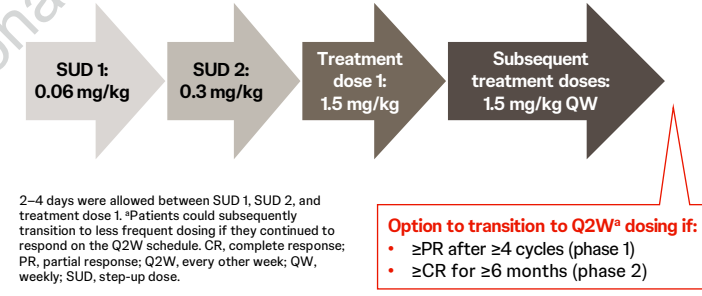 SUD 1:
0.06 mg/kg
SUD 2:
0.3 mg/kg
Treatment
dose 1:
1.5 mg/kg
Subsequent
treatment doses:
1.5 mg/kg QW
2–4 days were allowed between SUD 1, SUD 2, and
treatment dose 1. ᵃPatients could subsequently
transition to less frequent dosing if they continued to
respond on the Q2W schedule. CR, complete response;
PR, partial response; Q2W, every other week; QW,
weekly; SUD, step-up dose.
Option to transition to Q2Wᵃ dosing if:
• ≥PR after ≥4 cycles (phase 1)
• ≥CR for ≥6 months (phase 2)